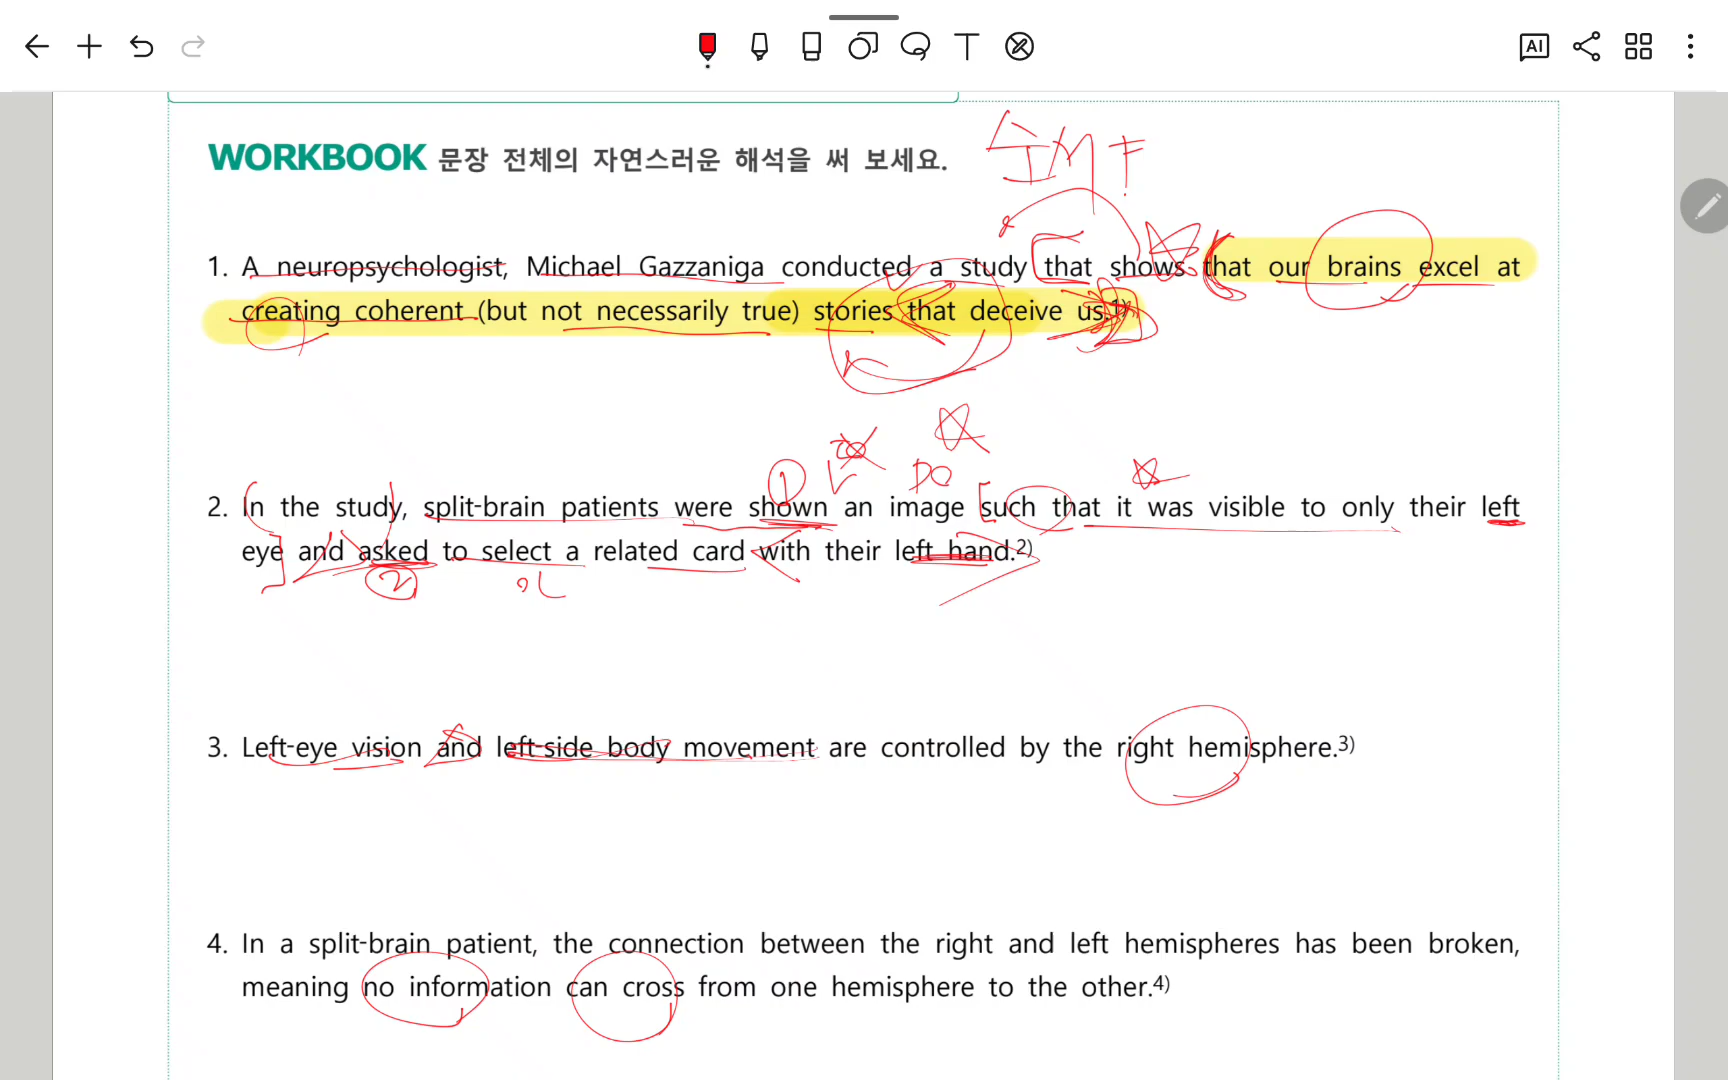 AI
WORKBOOK 문장 전체의 자연스러운 해석을 써 보세요.
1. A neuropsychologist, Michael Gazzaniga conducted a study that shows that our brains excel at
creating coherent (but not necessarily true) stories that deceive us.1)
① DO
2. In the study, split-brain patients were shown an image such that it was visible to only their left
eye and asked to select a related card with their left hand.2)
②
3. Left-eye vision and left-side body movement are controlled by the right hemisphere.3)
4. In a split-brain patient, the connection between the right and left hemispheres has been broken,
meaning no information can cross from one hemisphere to the other.4)